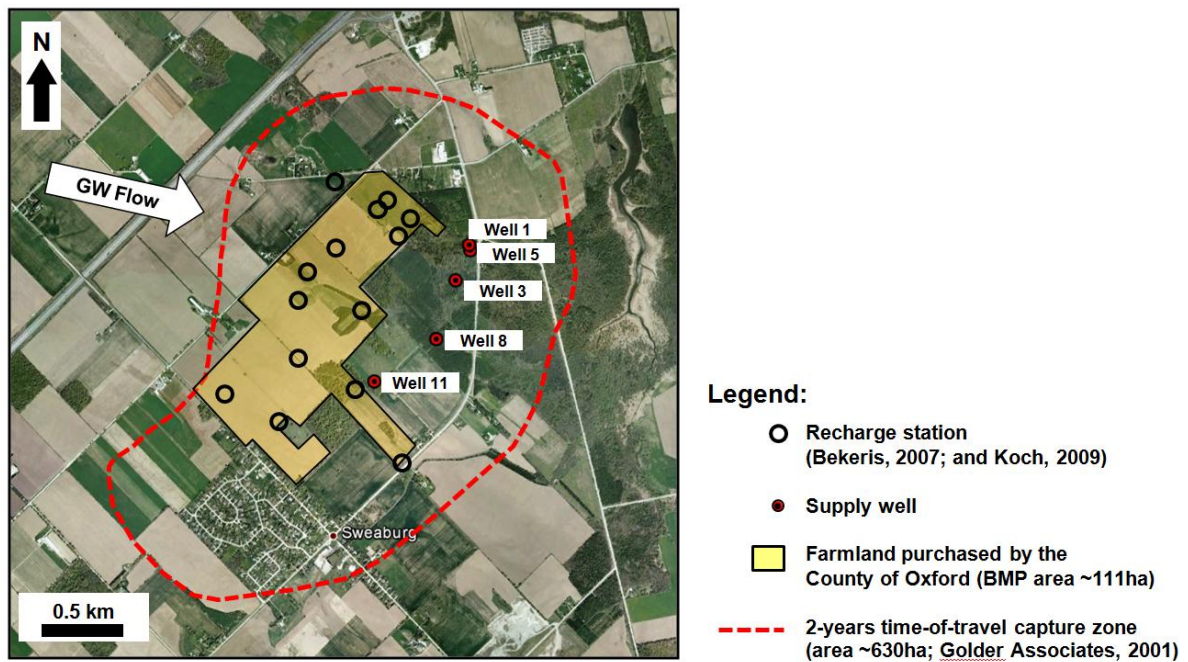 N
GW Flow
Well 1
Well 5
Well 3
Well 8
Well 11
Sweaburg
0.5 km
Legend:
Recharge station
(Bekeris, 2007; and Koch, 2009)
Supply well
Farmland purchased by the
County of Oxford (BMP area ~111ha)
2-years time-of-travel capture zone
(area ~630ha; Golder Associates, 2001)